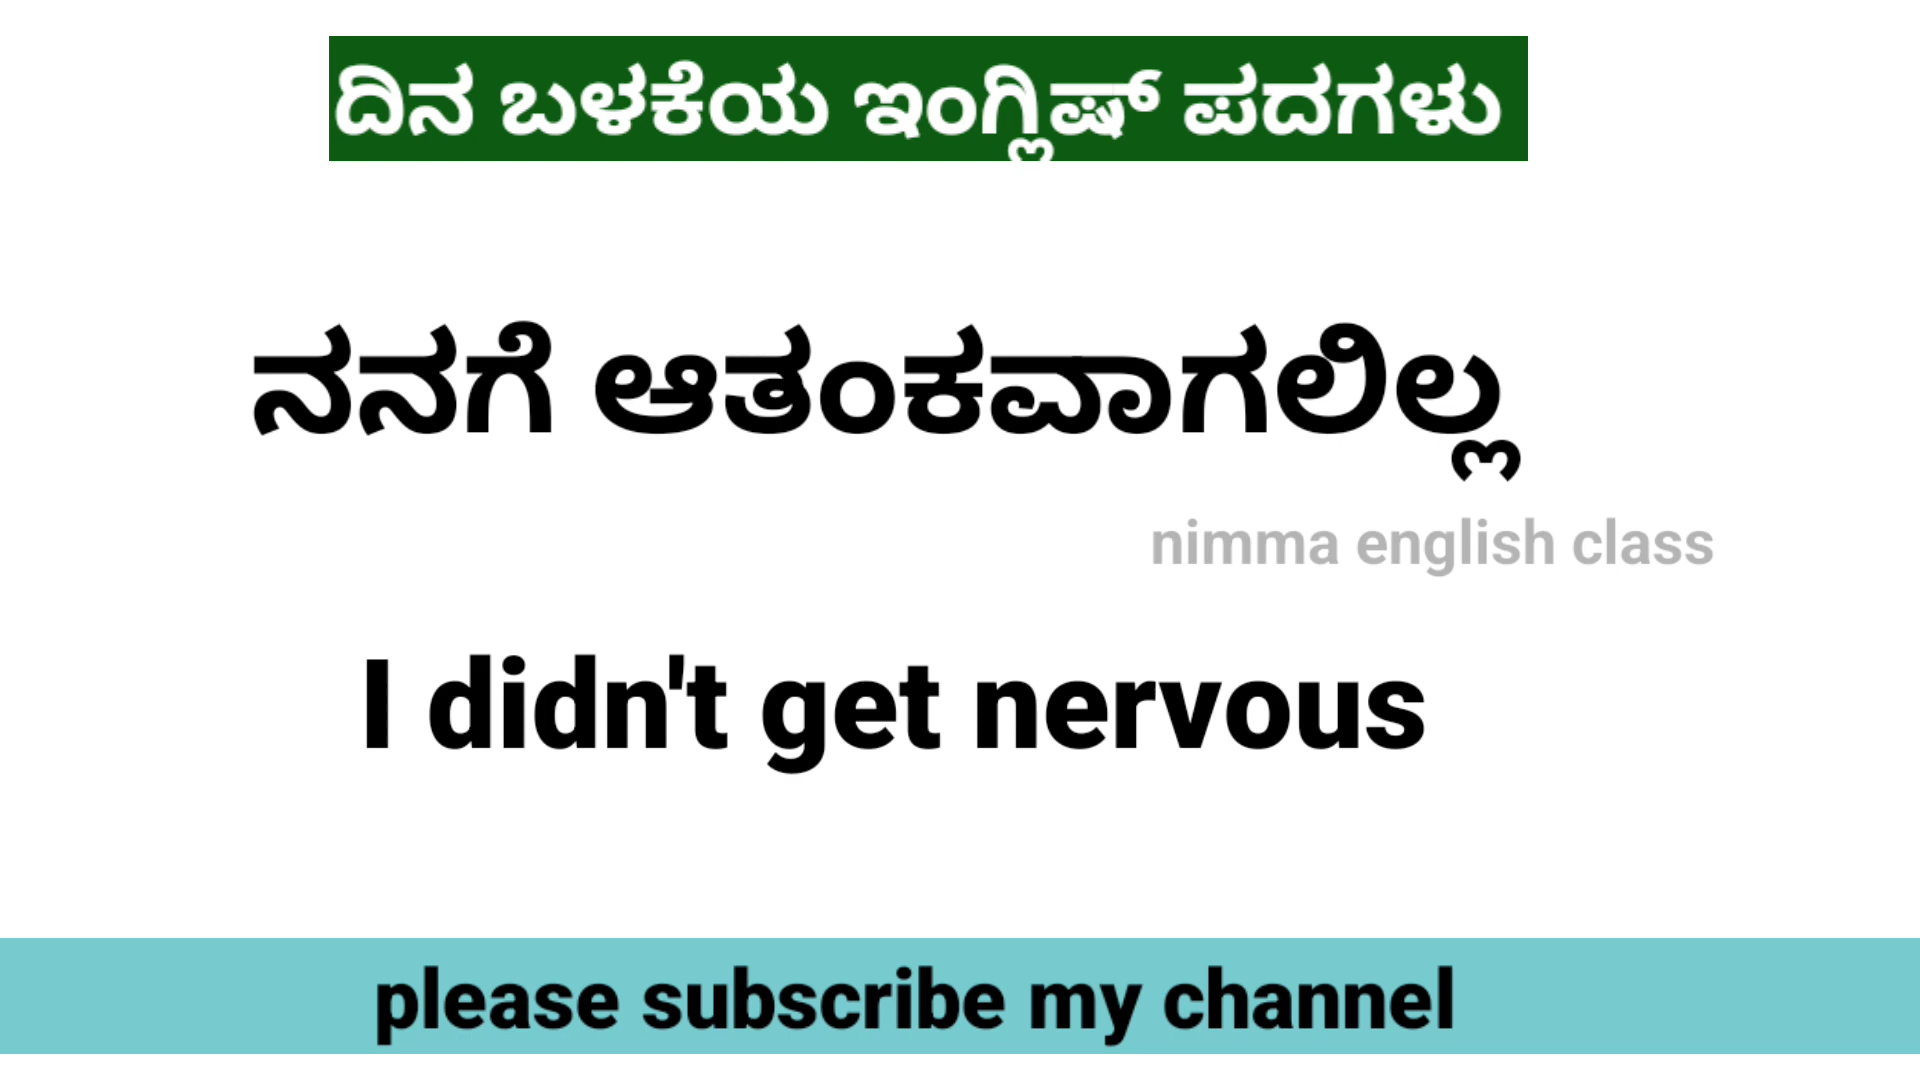 ದಿನ ಬಳಕೆಯ ಇಂಗ್ಲಿಷ್ ಪದಗಳು
ನನಗೆ ಆತಂಕವಾಗಲಿಲ್ಲ
nimma english class
I didn't get nervous
please subscribe my channel